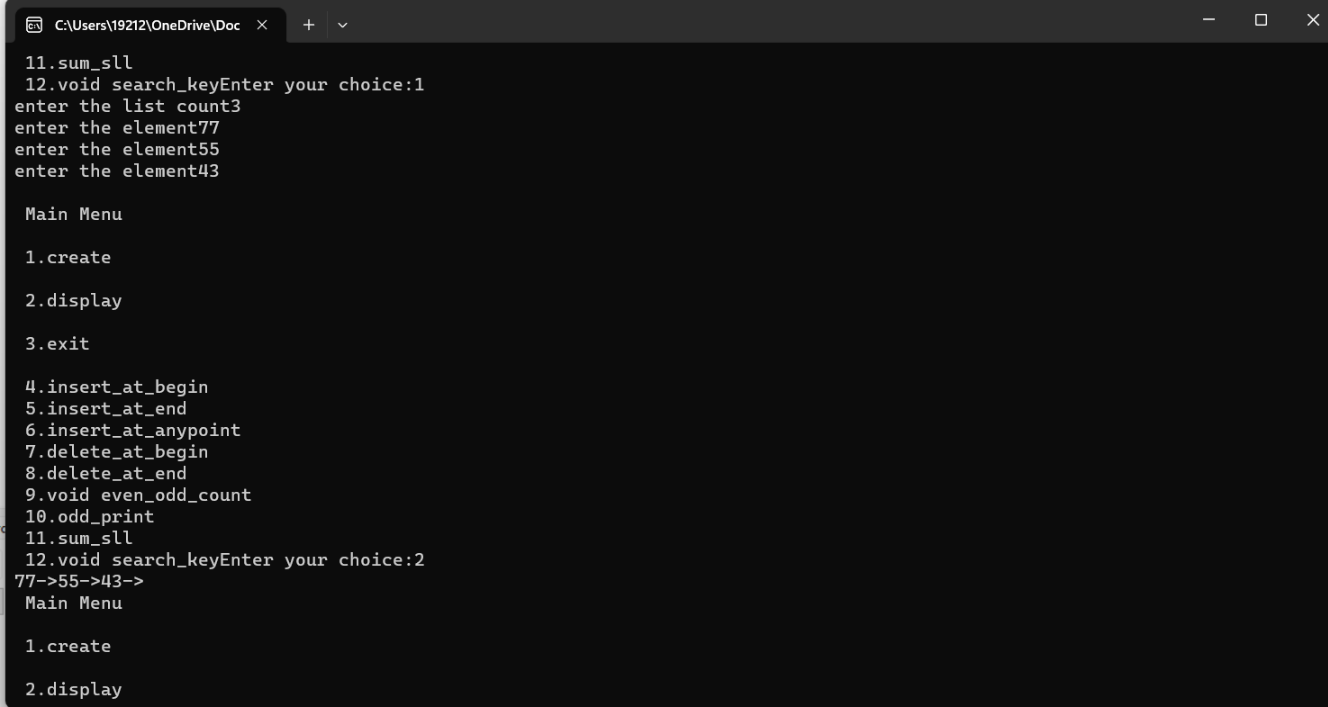 C:\Users\19212\OneDrive\Doc
11.sum_sll
12.void search_keyEnter your choice:1
enter the list count3
enter the element77
enter the element55
enter the element43
Main Menu
1.create
2.display
3.exit
4.insert_at_begin
5.insert_at_end
6.insert_at_anypoint
7.delete_at_begin
8.delete_at_end
9.void even_odd_count
10.odd_print
11.sum_sll
12.void search_keyEnter your choice:2
77->55->43->
Main Menu
1.create
2.display